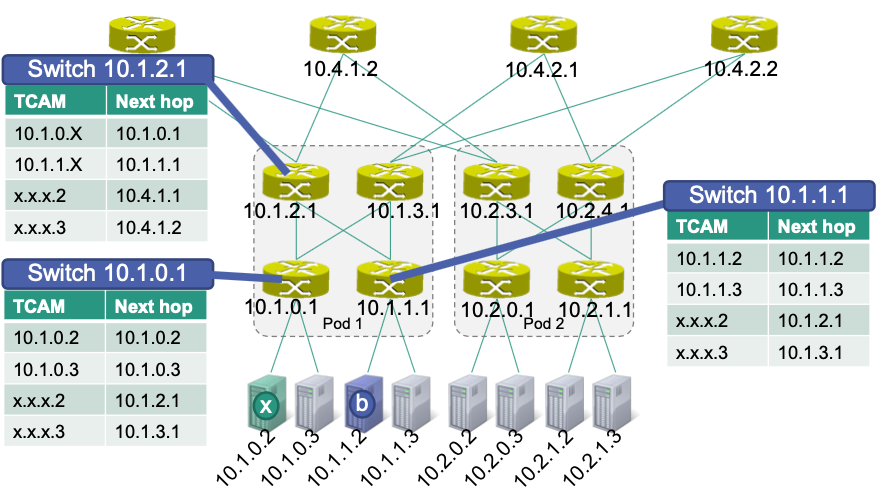 10.4.1.2
10.4.2.1
10.4.2.2
Switch 10.1.2.1
TCAM Next hop
10.1.0.X 10.1.0.1
10.1.1.X 10.1.1.1
x.x.x.2 10.4.1.1
x.x.x.3 10.4.1.2
10.1.2.1
10.1.3.1
10.2.3.1
10.2.4.1
Switch 10.1.1.1
TCAM Next hop
10.1.1.2 10.1.1.2
10.1.1.3 10.1.1.3
x.x.x.2 10.1.2.1
x.x.x.3 10.1.3.1
Switch 10.1.0.1
TCAM Next hop
10.1.0.2 10.1.0.2
10.1.0.3 10.1.0.3
x.x.x.2 10.1.2.1
x.x.x.3 10.1.3.1
10.1.0.1
10.1.1.1
10.2.0.1
10.2.1.1
Pod 1
Pod 2
x
b
10.1.0.2
10.1.0.3
10.1.1.2
10.1.1.3
10.2.0.2
10.2.0.3
10.2.1.2
10.2.1.3